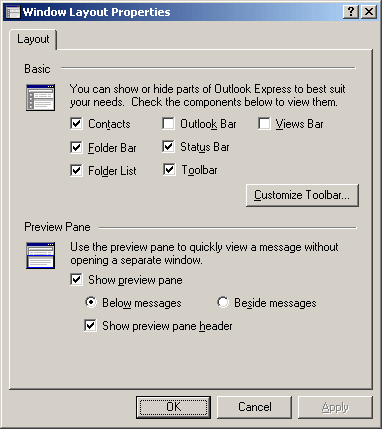 Window Layout Properties
Layout
Basic
You can show or hide parts of Outlook Express to best suit
your needs.  Check the components below to view them.
Contacts Outlook Bar Views Bar
Folder Bar Status Bar
Folder List Toolbar
Customize Toolbar...
Preview Pane
Use the preview pane to quickly view a message without
opening a separate window.
Show preview pane
Below messages Beside messages
Show preview pane header
OK Cancel Apply